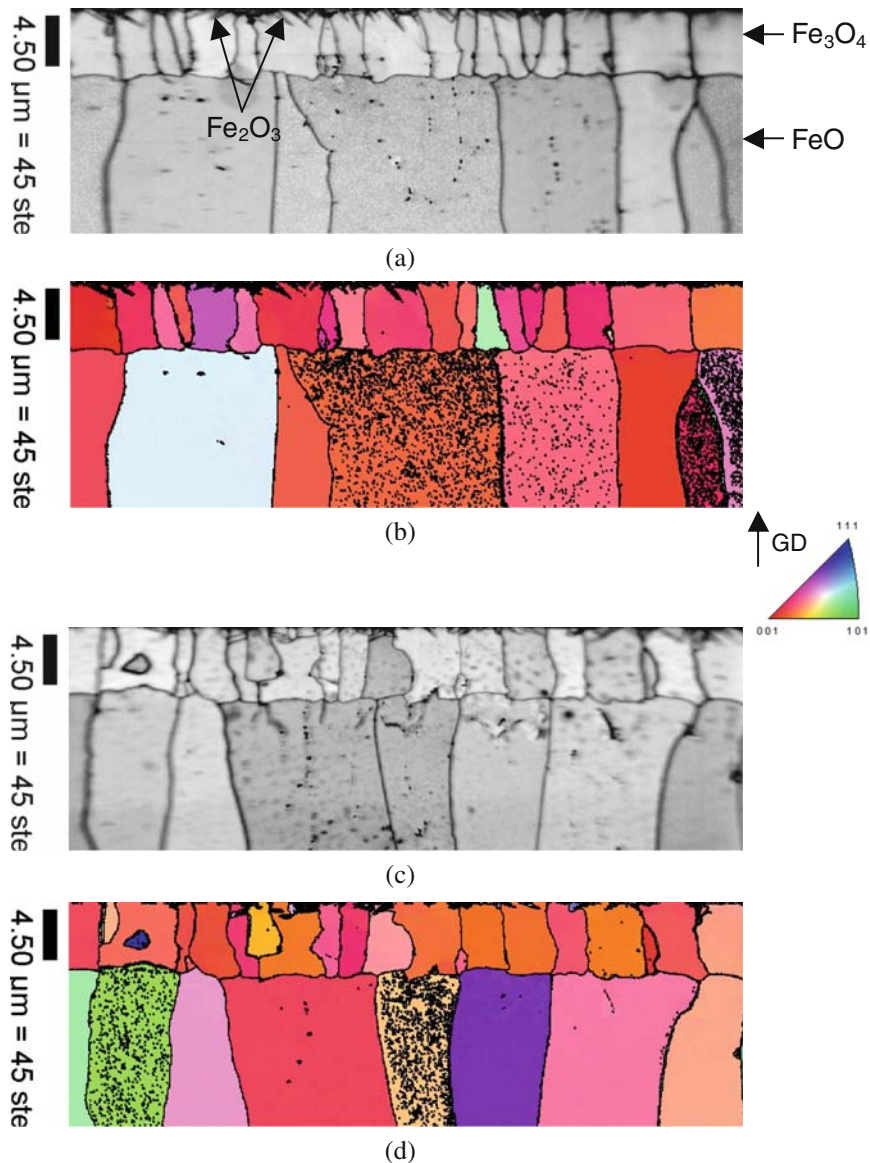 4.50 µm = 45 ste
Fe₂O₃
Fe₃O₄
FeO
(a)
4.50 µm = 45 ste
(b)
GD
111
001
101
4.50 µm = 45 ste
(c)
4.50 µm = 45 ste
(d)